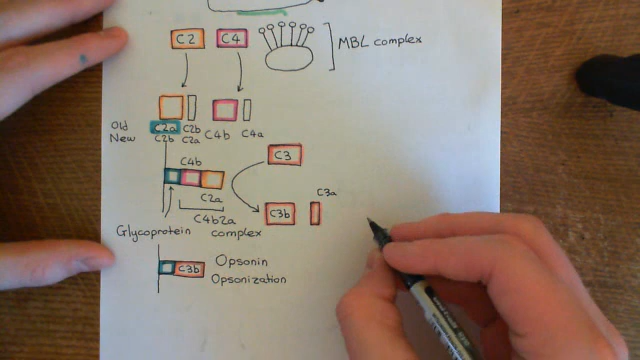 C2 C4 MBL complex
Old C2a C2b C4b C4a
New C2b C2a
C4b C3
C2a C3b C3a
C4b2a
Glycoprotein complex
C3b Opsonin
Opsonization